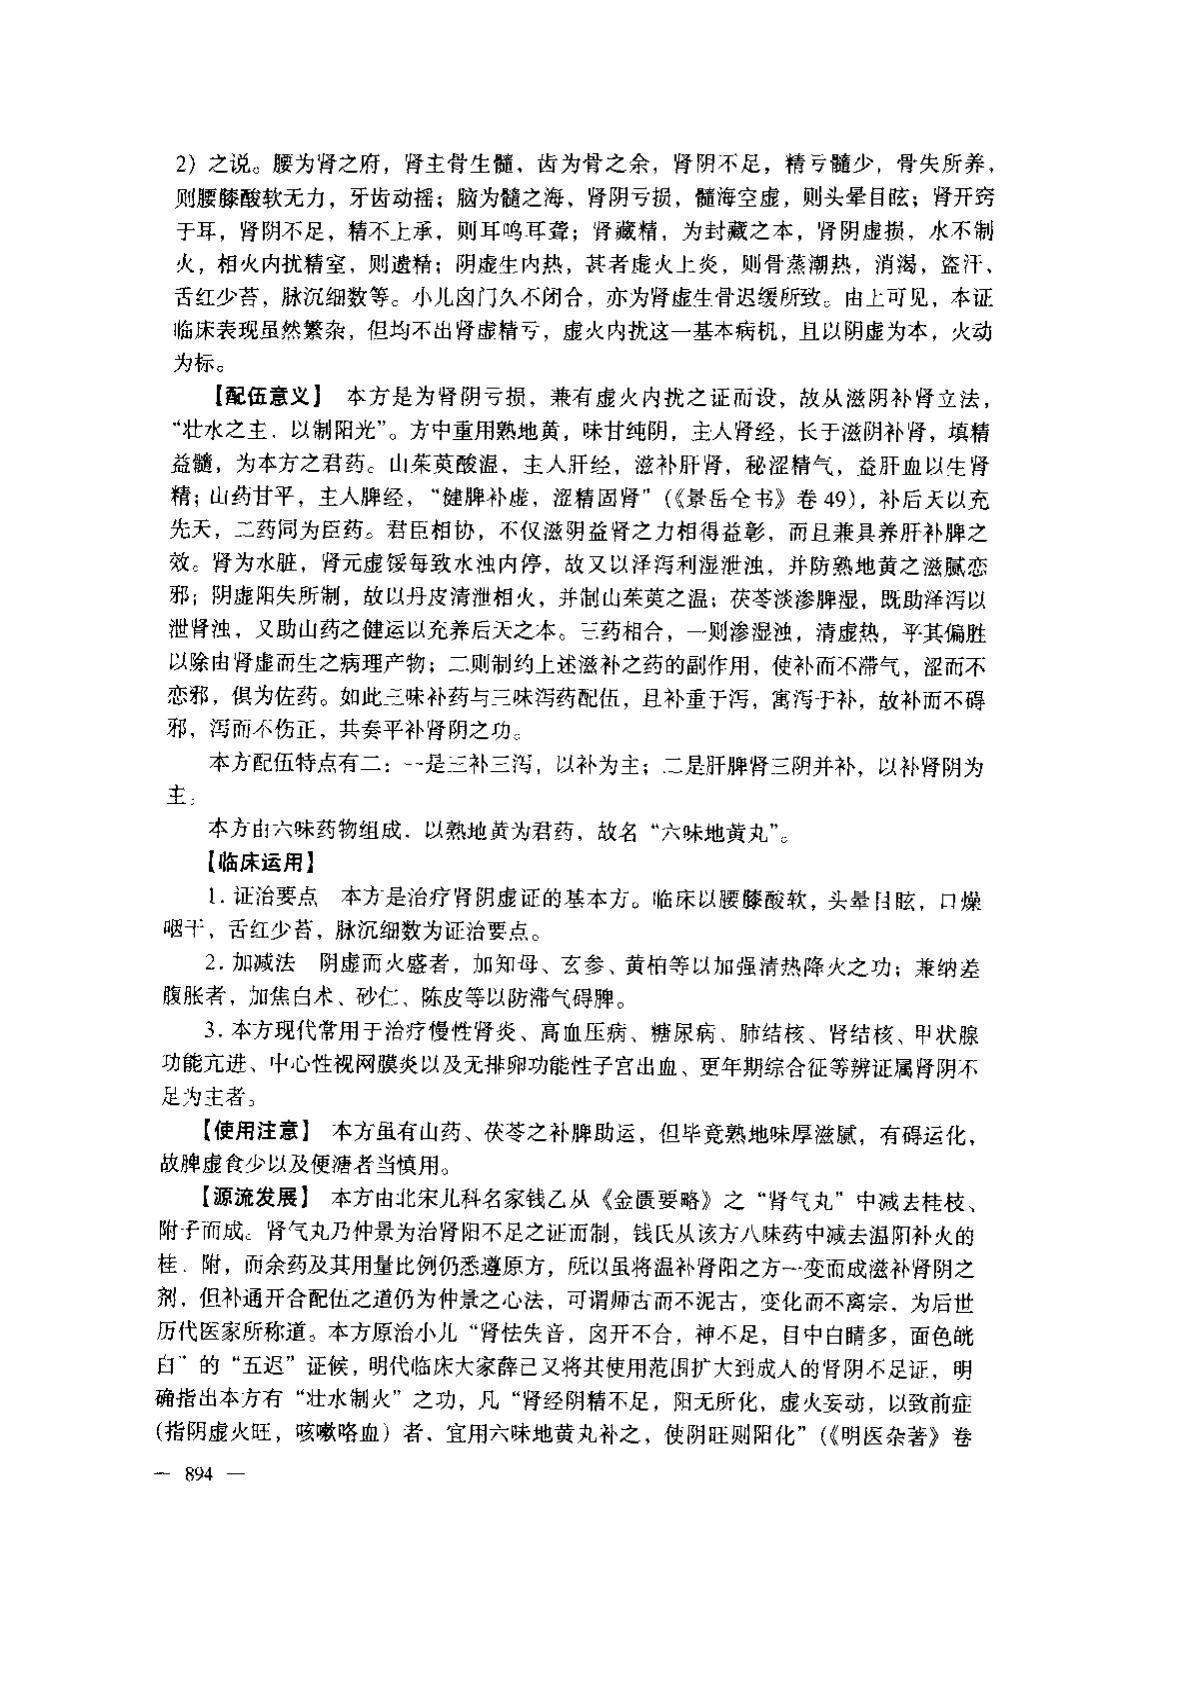 2）之说。腰为肾之府，肾主骨生髓，齿为骨之余，肾阴不足，精亏髓少，骨失所养，
则腰膝酸软无力，牙齿动摇；脑为髓之海，肾阴亏损，髓海空虚，则头晕目眩；肾开窍
于耳，肾阴不足，精不上承，则耳鸣耳聋；肾藏精，为封藏之本，肾阴虚损，水不制
火，相火内扰精室，则遗精；阴虚生内热，甚者虚火上炎，则骨蒸潮热，消渴，盗汗、
舌红少苔，脉沉细数等。小儿囟门久不闭合，亦为肾虚生骨迟缓所致。由上可见，本证
临床表现虽然繁杂，但均不出肾虚精亏，虚火内扰这一基本病机，且以阴虚为本，火动
为标。
【配伍意义】 本方是为肾阴亏损，兼有虚火内扰之证而设，故从滋阴补肾立法，
“壮水之主，以制阳光”。方中重用熟地黄，味甘纯阴，主入肾经，长于滋阴补肾，填精
益髓，为本方之君药。山茱萸酸温，主入肝经，滋补肝肾，秘涩精气，益肝血以生肾
精；山药甘平，主入脾经，“健脾补虚，涩精固肾”（《景岳全书》卷 49），补后天以充
先天，二药同为臣药。君臣相协，不仅滋阴益肾之力相得益彰，而且兼具养肝补脾之
效。肾为水脏，肾元虚馁每致水浊内停，故又以泽泻利湿泄浊，并防熟地黄之滋腻恋
邪；阴虚阳失所制，故以丹皮清泄相火，并制山茱萸之温；茯苓淡渗脾湿，既助泽泻以
泄肾浊，又助山药之健运以充养后天之本。三药相合，一则渗湿浊，清虚热，平其偏胜
以除由肾虚而生之病理产物；二则制约上述滋补之药的副作用，使补而不滞气，涩而不
恋邪，俱为佐药。如此三味补药与三味泻药配伍，且补重于泻，寓泻于补，故补而不碍
邪，泻而不伤正，共奏平补肾阴之功。
本方配伍特点有二：一是三补三泻，以补为主；二是肝脾肾三阴并补，以补肾阴为
主。
本方由六味药物组成，以熟地黄为君药，故名“六味地黄丸”。
【临床运用】
1. 证治要点 本方是治疗肾阴虚证的基本方。临床以腰膝酸软，头晕目眩，口燥
咽干，舌红少苔，脉沉细数为证治要点。
2. 加减法 阴虚而火盛者，加知母、玄参、黄柏等以加强清热降火之功；兼纳差
腹胀者，加焦白术、砂仁、陈皮等以防滞气碍脾。
3. 本方现代常用于治疗慢性肾炎、高血压病、糖尿病、肺结核、肾结核、甲状腺
功能亢进、中心性视网膜炎以及无排卵功能性子宫出血、更年期综合征等辨证属肾阴不
足为主者。
【使用注意】 本方虽有山药、茯苓之补脾助运，但毕竟熟地味厚滋腻，有碍运化，
故脾虚食少以及便溏者当慎用。
【源流发展】 本方由北宋儿科名家钱乙从《金匮要略》之“肾气丸”中减去桂枝、
附子而成。肾气丸乃仲景为治肾阳不足之证而制，钱氏从该方八味药中减去温阳补火的
桂、附，而余药及其用量比例仍悉遵原方，所以虽将温补肾阳之方一变而成滋补肾阴之
剂，但补通开合配伍之道仍为仲景之心法，可谓师古而不泥古，变化而不离宗，为后世
历代医家所称道。本方原治小儿“肾怯失音，囟开不合，神不足，目中白睛多，面色㿠
白”的“五迟”证候，明代临床大家薛己又将其使用范围扩大到成人的肾阴不足证，明
确指出本方有“壮水制火”之功，凡“肾经阴精不足，阳无所化，虚火妄动，以致前症
（指阴虚火旺，咳嗽咯血）者、宜用六味地黄丸补之，使阴旺则阳化”（《明医杂著》卷
— 894 —